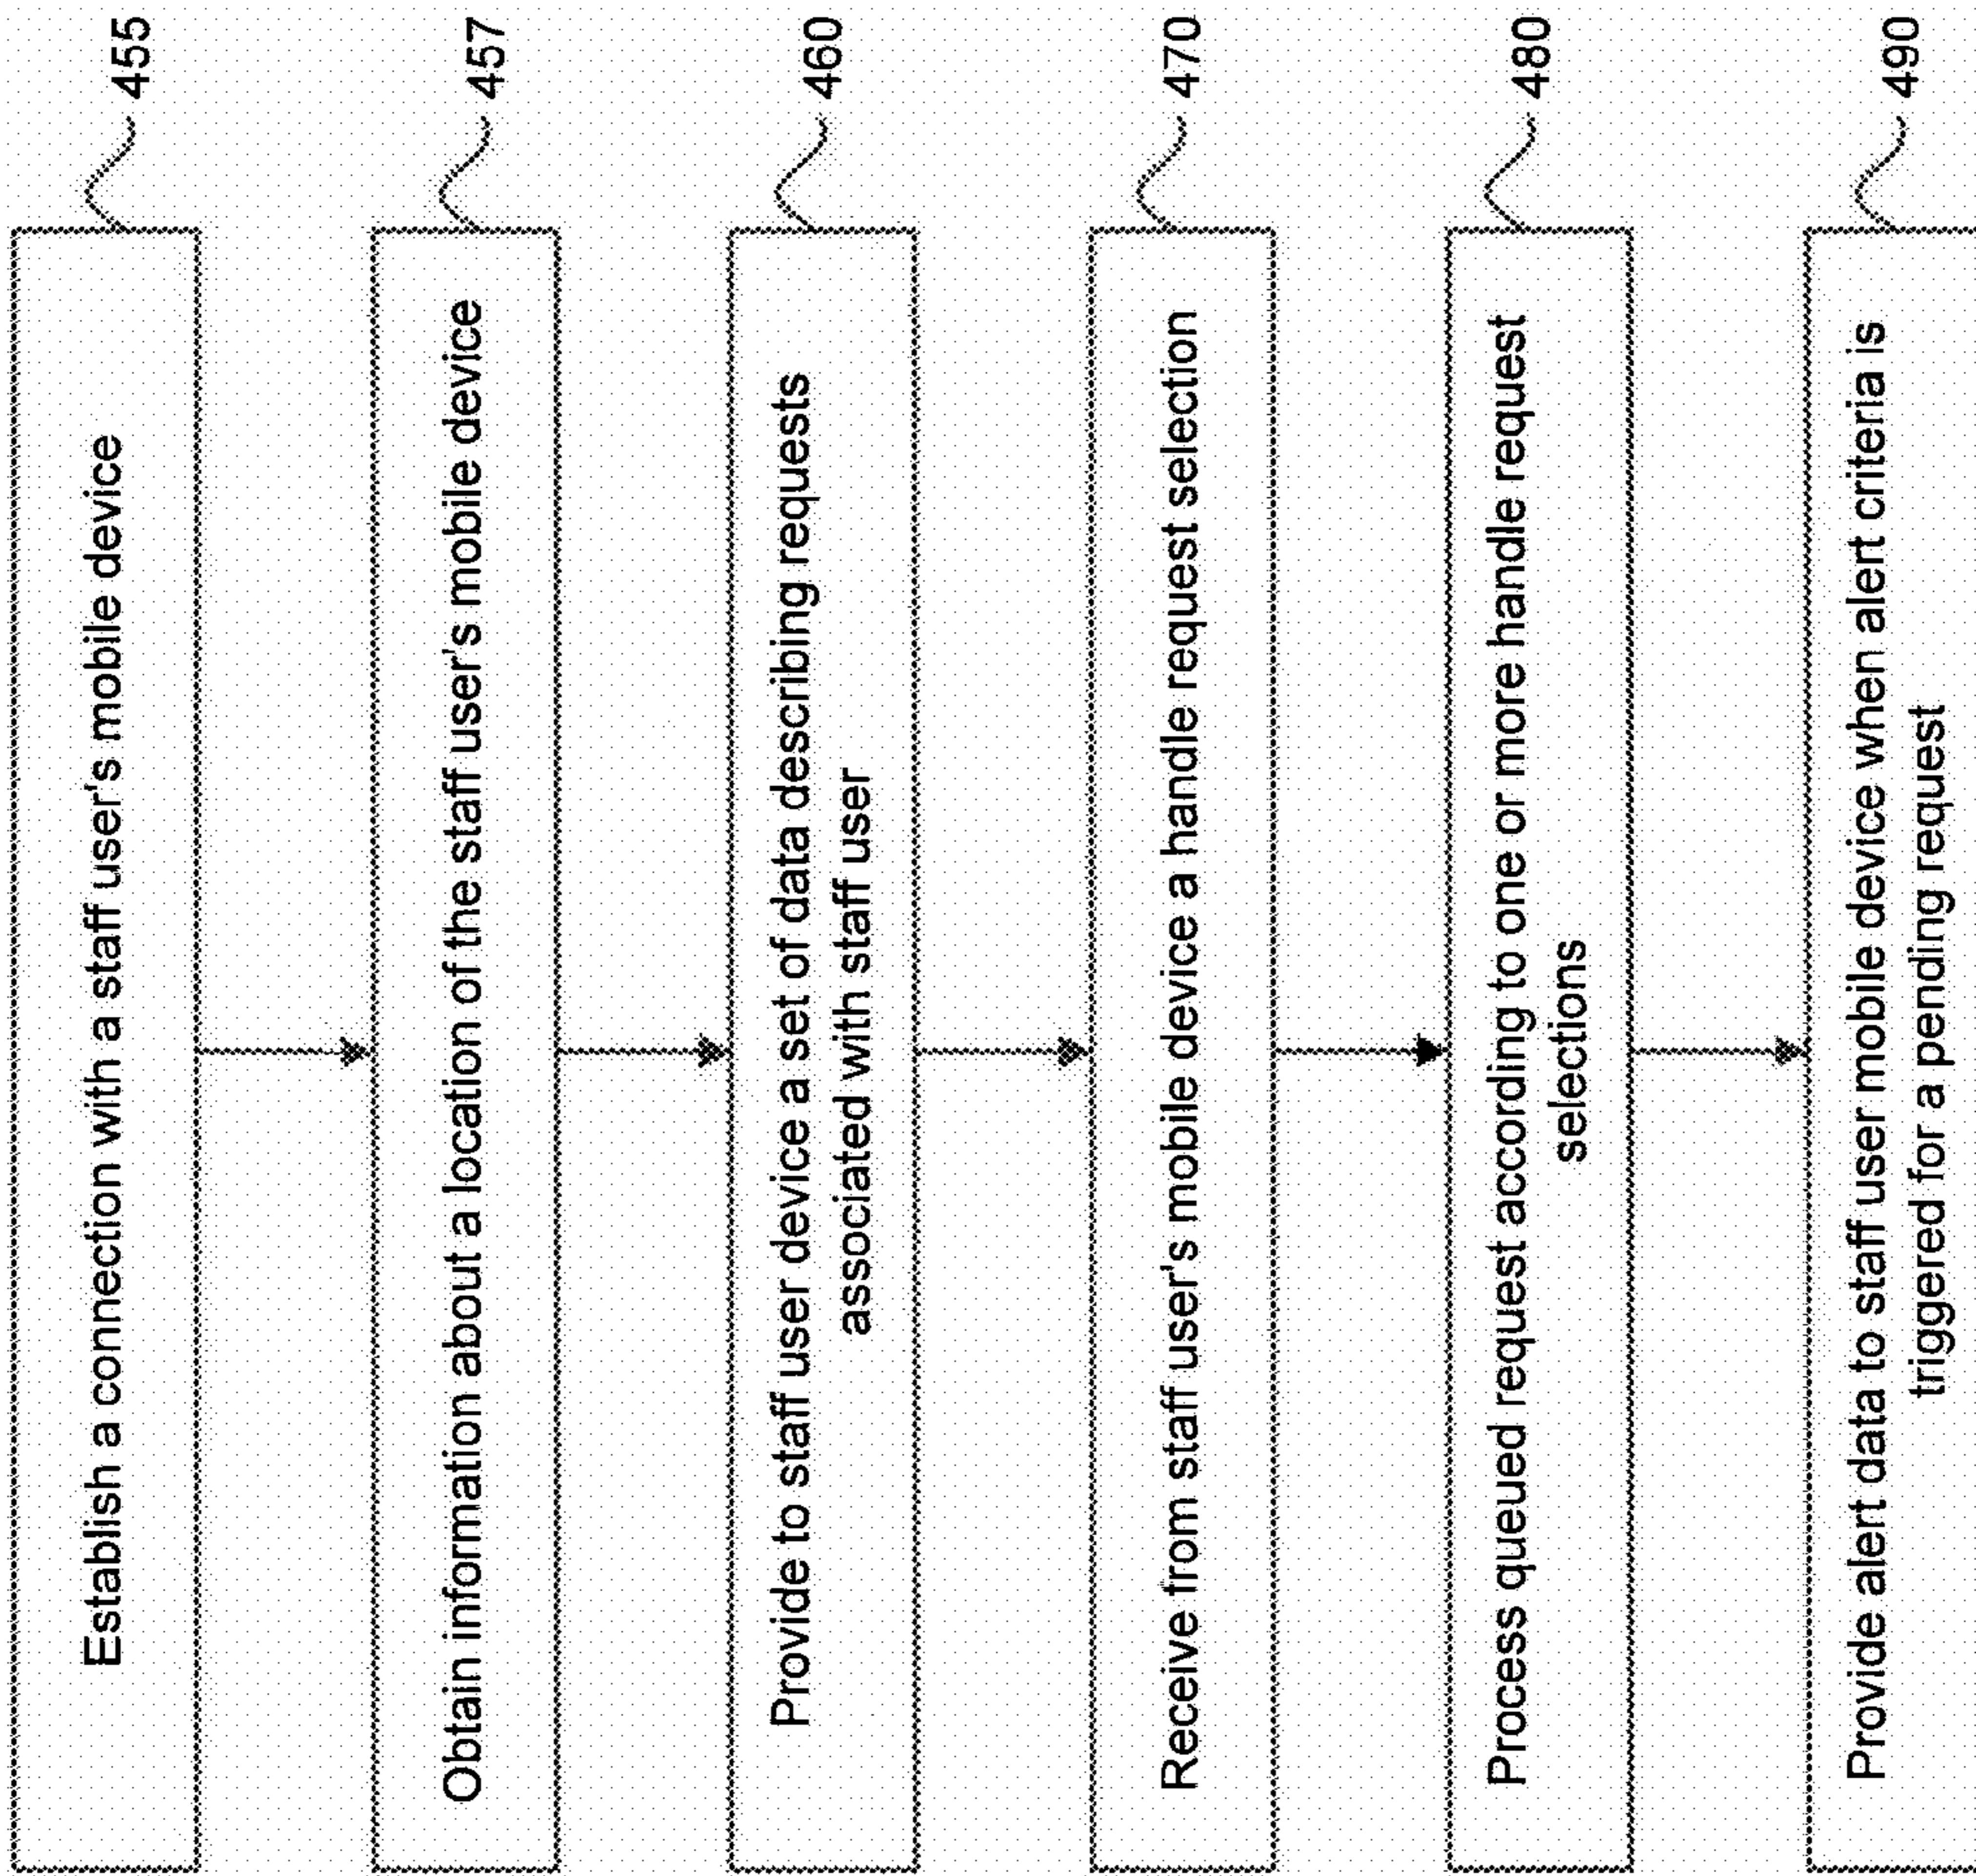 Establish a connection with a staff user's mobile device
455
Obtain information about a location of the staff user's mobile device
457
Provide to staff user device a set of data describing requests
associated with staff user
460
Receive from staff user's mobile device a handle request selection
470
Process queued request according to one or more handle request
selections
480
Provide alert data to staff user mobile device when alert criteria is
triggered for a pending request
490